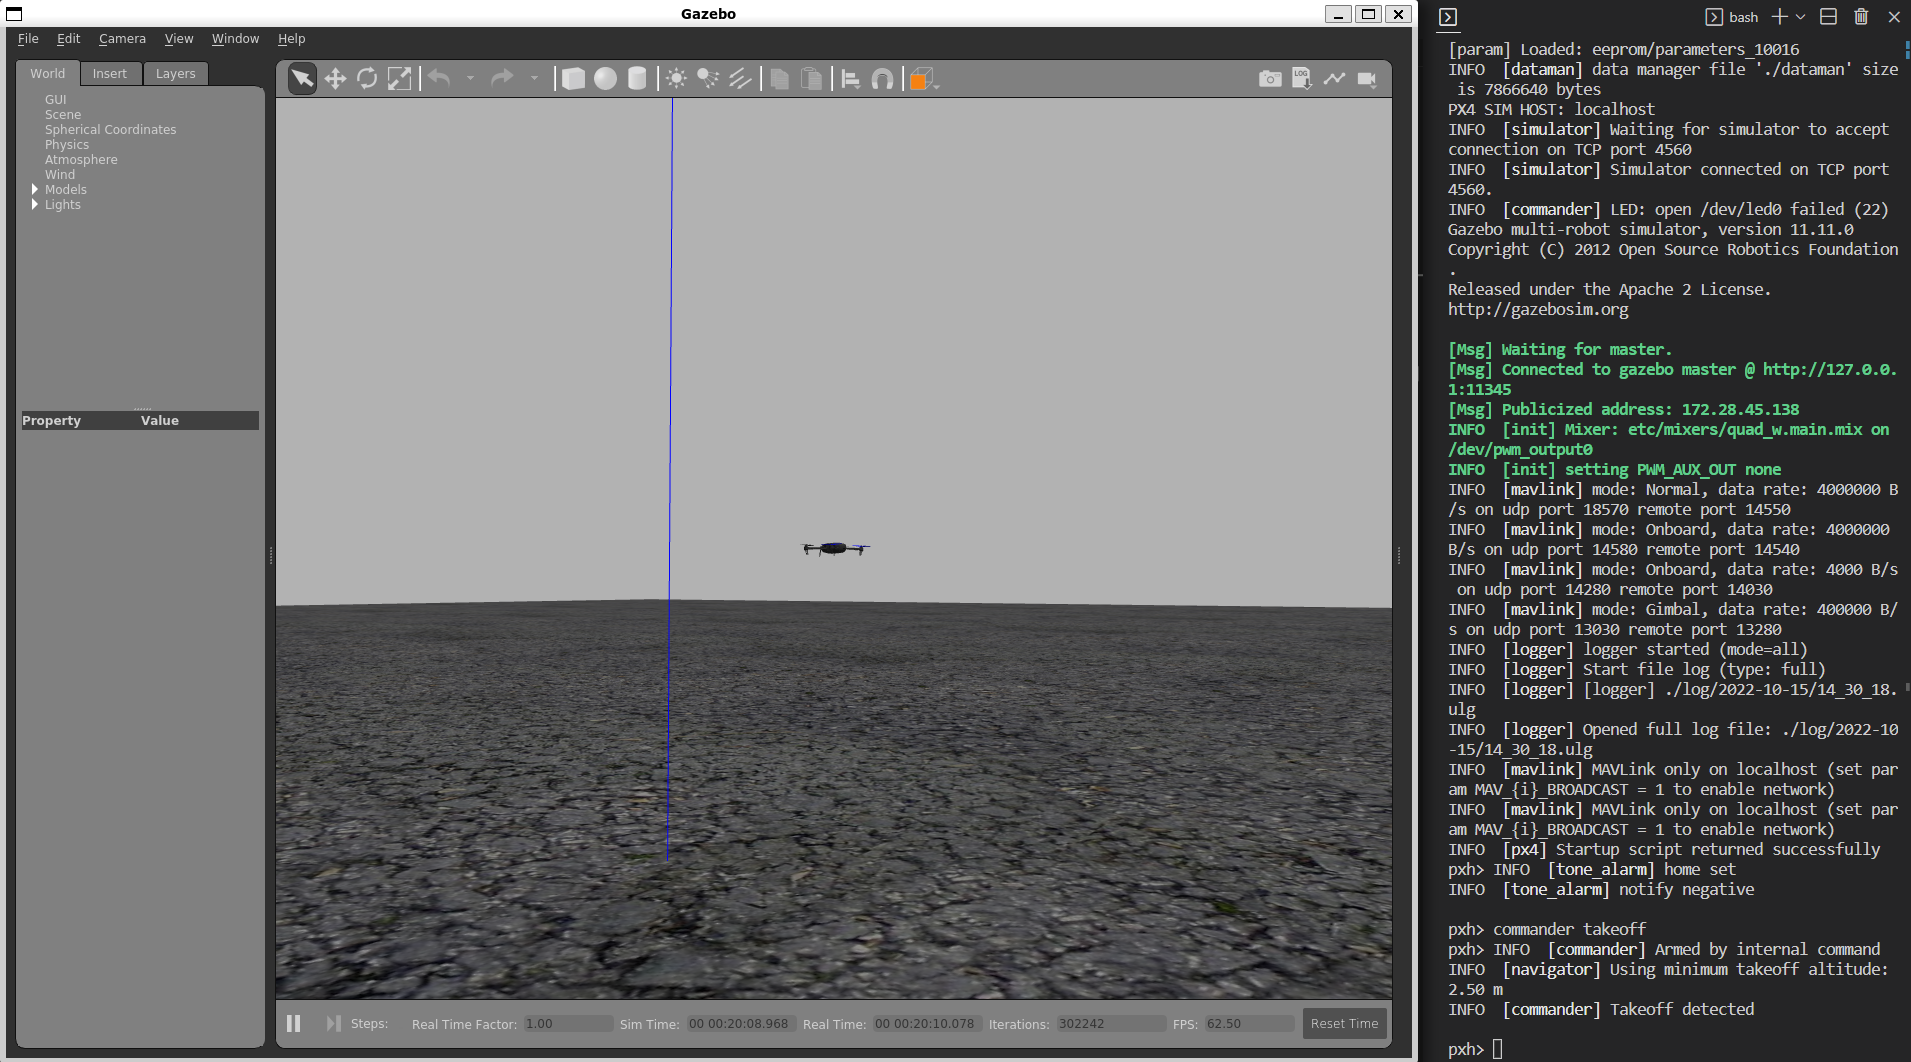 Gazebo
File Edit Camera View Window Help
World Insert Layers
GUI
Scene
Spherical Coordinates
Physics
Atmosphere
Wind
Models
Lights
Property Value
LOG
Steps: Real Time Factor: 1.00 Sim Time: 00 00:20:08.968 Real Time: 00 00:20:10.078 Iterations: 302242 FPS: 62.50 Reset Time
bash
[param] Loaded: eeprom/parameters_10016
INFO [dataman] data manager file './dataman' size
is 7866640 bytes
PX4 SIM HOST: localhost
INFO [simulator] Waiting for simulator to accept
connection on TCP port 4560
INFO [simulator] Simulator connected on TCP port
4560.
INFO [commander] LED: open /dev/led0 failed (22)
Gazebo multi-robot simulator, version 11.11.0
Copyright (C) 2012 Open Source Robotics Foundation
.
Released under the Apache 2 License.
http://gazebosim.org
[Msg] Waiting for master.
[Msg] Connected to gazebo master @ http://127.0.0.
1:11345
[Msg] Publicized address: 172.28.45.138
INFO [init] Mixer: etc/mixers/quad_w.main.mix on
/dev/pwm_output0
INFO [init] setting PWM_AUX_OUT none
INFO [mavlink] mode: Normal, data rate: 4000000 B
/s on udp port 18570 remote port 14550
INFO [mavlink] mode: Onboard, data rate: 4000000
B/s on udp port 14580 remote port 14540
INFO [mavlink] mode: Onboard, data rate: 4000 B/s
on udp port 14280 remote port 14030
INFO [mavlink] mode: Gimbal, data rate: 400000 B/
s on udp port 13030 remote port 13280
INFO [logger] logger started (mode=all)
INFO [logger] Start file log (type: full)
INFO [logger] [logger] ./log/2022-10-15/14_30_18.
ulg
INFO [logger] Opened full log file: ./log/2022-10
-15/14_30_18.ulg
INFO [mavlink] MAVLink only on localhost (set par
am MAV_{i}_BROADCAST = 1 to enable network)
INFO [mavlink] MAVLink only on localhost (set par
am MAV_{i}_BROADCAST = 1 to enable network)
INFO [px4] Startup script returned successfully
pxh> INFO [tone_alarm] home set
INFO [tone_alarm] notify negative
pxh> commander takeoff
pxh> INFO [commander] Armed by internal command
INFO [navigator] Using minimum takeoff altitude:
2.50 m
INFO [commander] Takeoff detected
pxh>